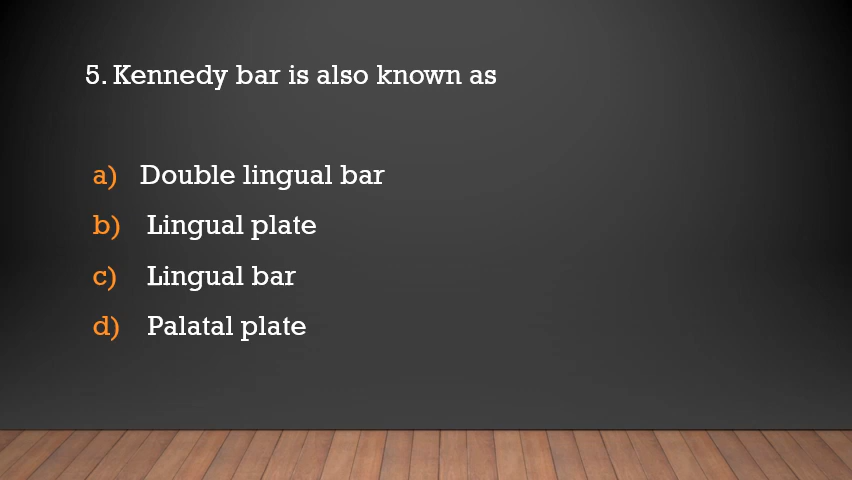 5. Kennedy bar is also known as
a) Double lingual bar
b) Lingual plate
c) Lingual bar
d) Palatal plate